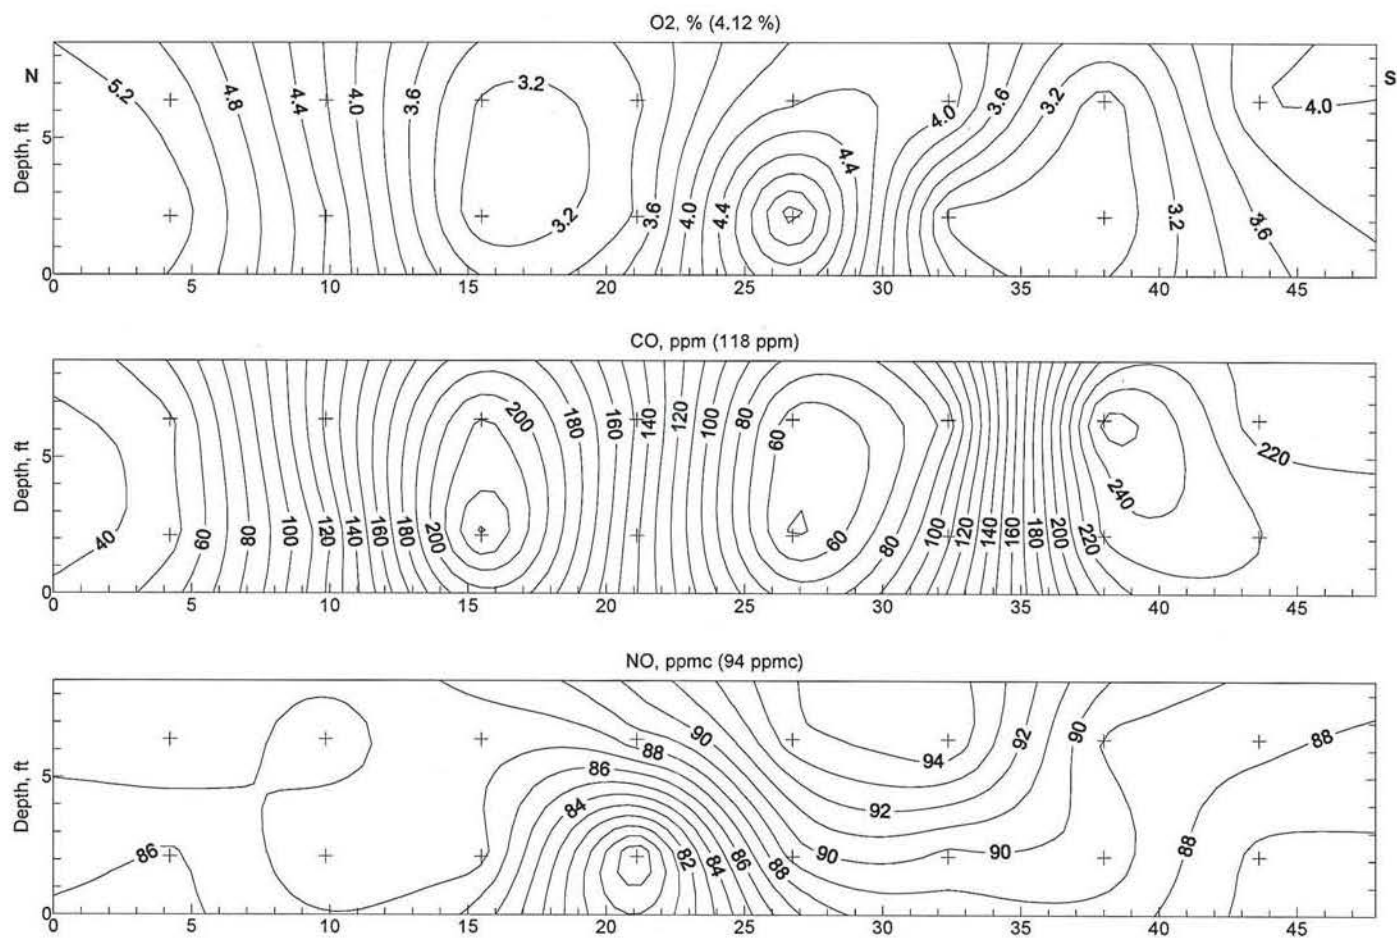 O2, % (4.12 %)
N
S
Depth, ft
5
0
5.2 4.8 4.4 4.0 3.6 3.2 3.2 3.6 4.0 4.4 4.4 4.0 3.6 3.2 3.2 3.6 4.0
0 5 10 15 20 25 30 35 40 45
CO, ppm (118 ppm)
Depth, ft
5
0
200 180 160 140 120 100 80 60 220
40 60 80 100 120 140 160 180 200 60 80 100 120 140 160 180 200 220 240
0 5 10 15 20 25 30 35 40 45
NO, ppmc (94 ppmc)
Depth, ft
5
0
90 88 86 84 94 92 92 90 88
86 82 84 86 88 90 90 88
0 5 10 15 20 25 30 35 40 45